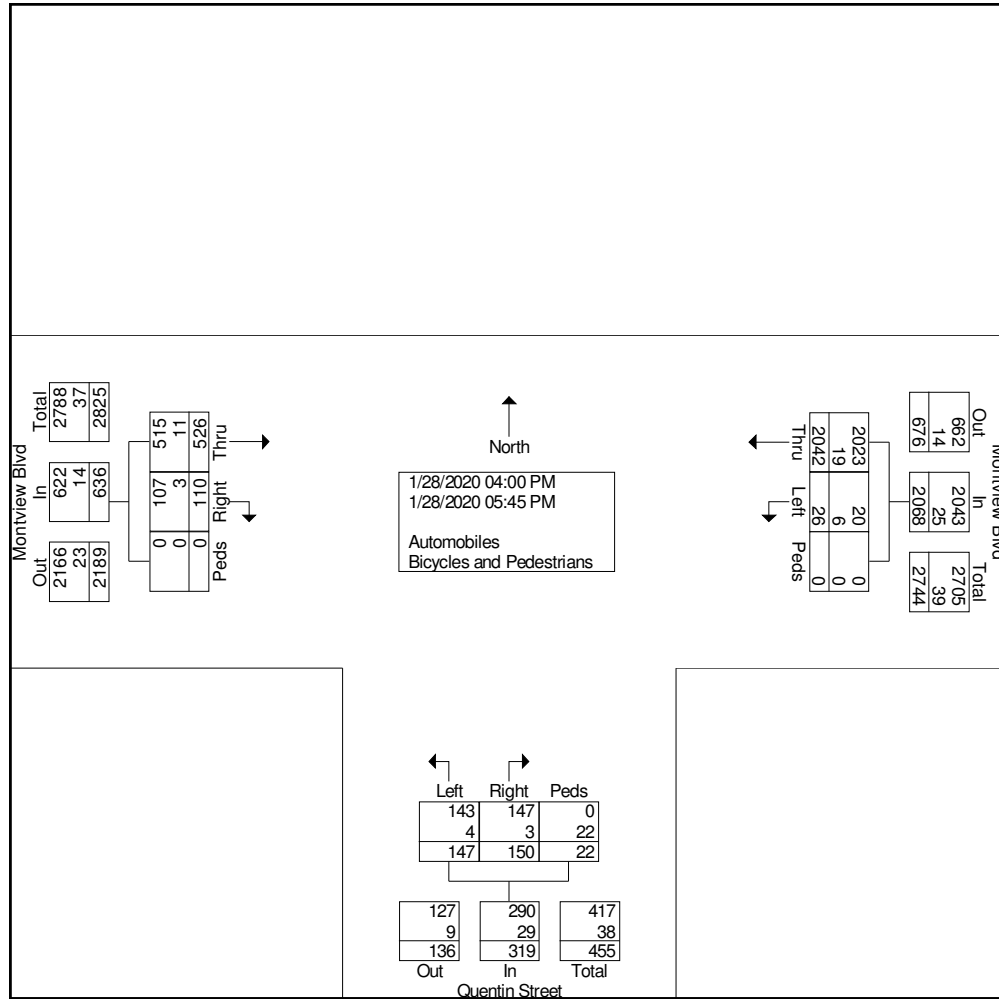 North
1/28/2020 04:00 PM
1/28/2020 05:45 PM
Automobiles
Bicycles and Pedestrians
Montview Blvd
Out In Total
2166 622 2788
23 14 37
2189 636 2825
Peds Right Thru
0 107 515
0 3 11
0 110 526
Montview Blvd
Out In Total
662 2043 2705
14 25 39
676 2068 2744
Thru Left Peds
2023 20 0
19 6 0
2042 26 0
Left Right Peds
143 147 0
4 3 22
147 150 22
127 290 417
9 29 38
136 319 455
Out In Total
Quentin Street